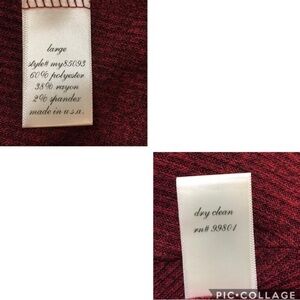 large
style# my85093
60% polyester
38% rayon
2% spandex
made in u.s.a.
dry clean
rn# 99801
PIC•COLLAGE